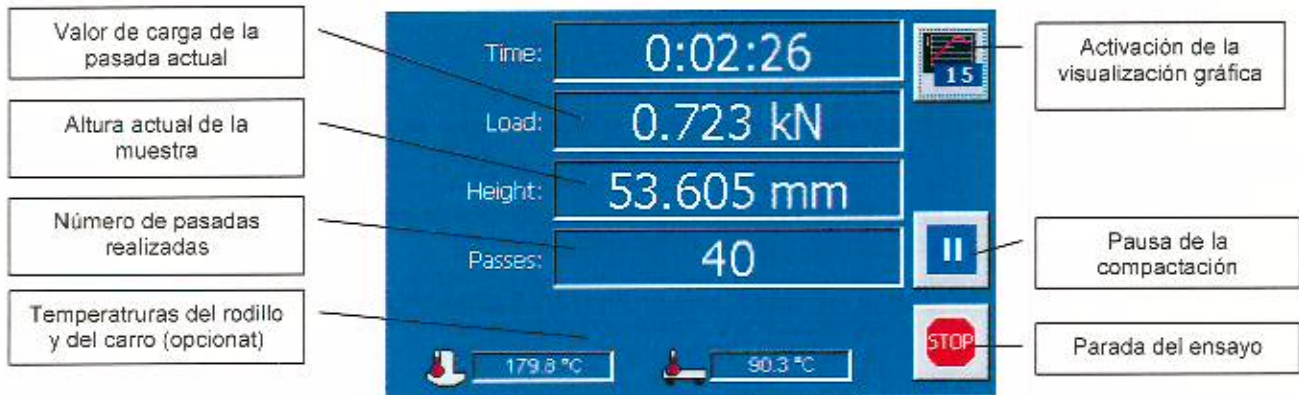 Valor de carga de la
pasada actual
Altura actual de la
muestra
Número de pasadas
realizadas
Temperatruras del rodillo
y del carro (opcionat)
Time:
0:02:26
Load:
0.723 kN
Height:
53.605 mm
Passes:
40
179.8 °C
90.3 °C
15
STOP
Activación de la
visualización gráfica
Pausa de la
compactación
Parada del ensayo